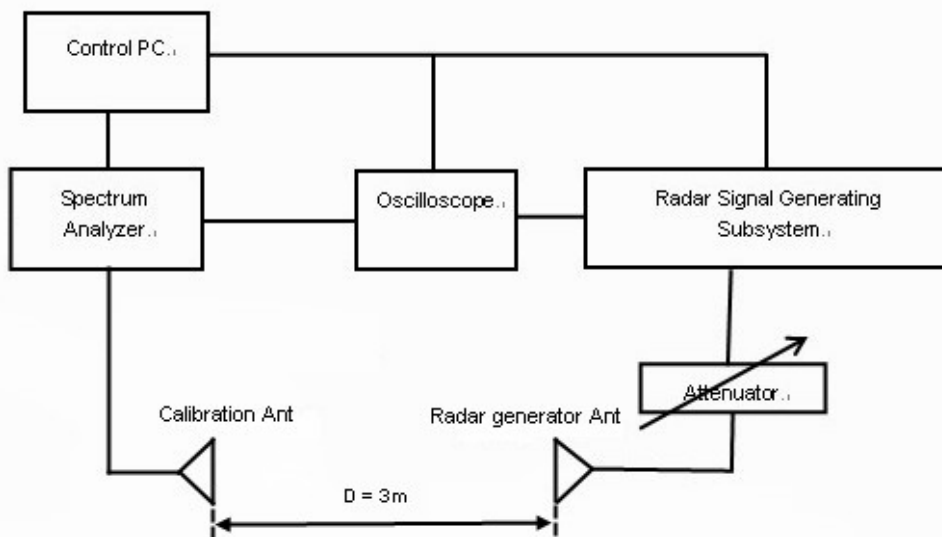 Control PC.
Spectrum
Analyzer.
Oscilloscope.
Radar Signal Generating
Subsystem.
Attenuator.
Calibration Ant
Radar generator Ant
D = 3m